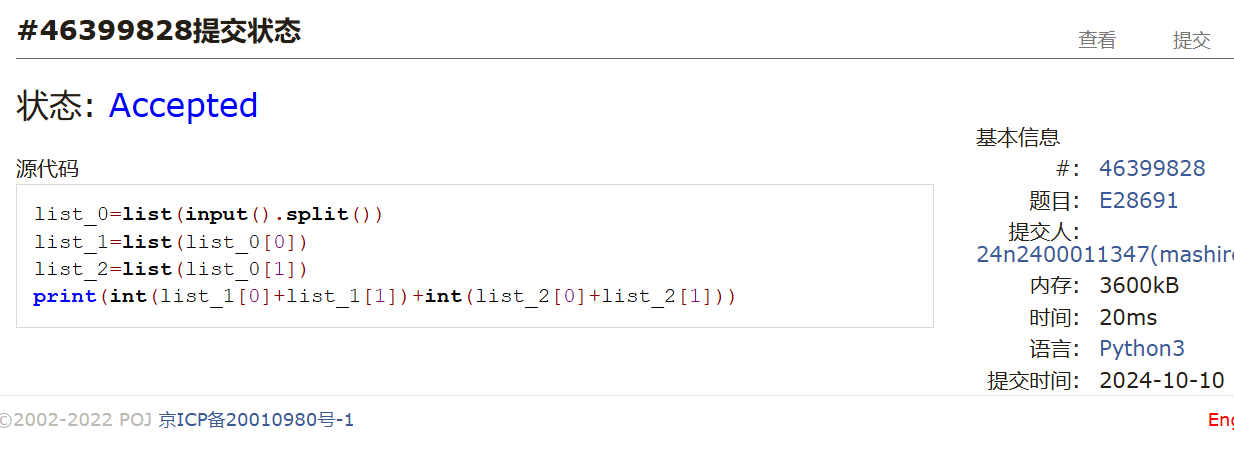 #46399828提交状态
查看 提交
状态: Accepted
源代码
list_0=list(input().split())
list_1=list(list_0[0])
list_2=list(list_0[1])
print(int(list_1[0]+list_1[1])+int(list_2[0]+list_2[1]))
基本信息
#: 46399828
题目: E28691
提交人:
24n2400011347(mashiro
内存: 3600kB
时间: 20ms
语言: Python3
提交时间: 2024-10-10
©2002-2022 POJ 京ICP备20010980号-1
Eng